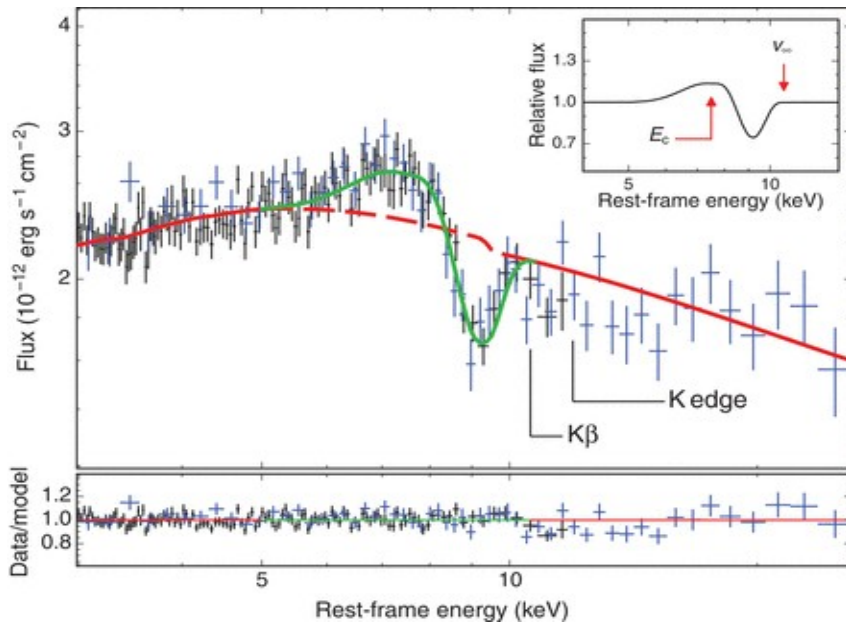 4
3
2
Flux (10⁻¹² erg s⁻¹ cm⁻²)
1.3
1.0
0.7
Relative flux
E_c
v_∞
5 10
Rest-frame energy (keV)
K edge
Kβ
1.2
1.0
0.8
Data/model
5 10
Rest-frame energy (keV)